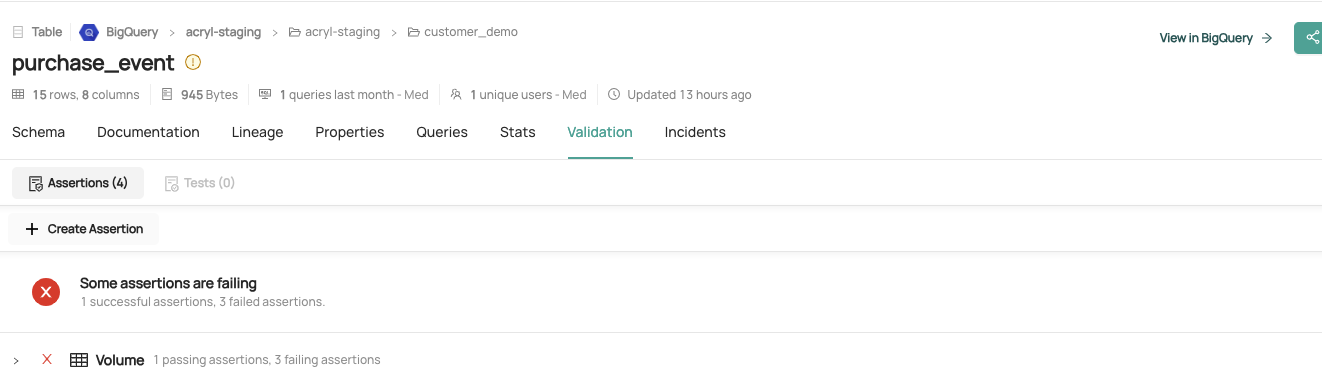 Table BigQuery > acryl-staging > acryl-staging > customer_demo
View in BigQuery →
purchase_event
15 rows, 8 columns 945 Bytes 1 queries last month - Med 1 unique users - Med Updated 13 hours ago
Schema Documentation Lineage Properties Queries Stats Validation Incidents
Assertions (4) Tests (0)
+ Create Assertion
Some assertions are failing
1 successful assertions, 3 failed assertions.
Volume 1 passing assertions, 3 failing assertions